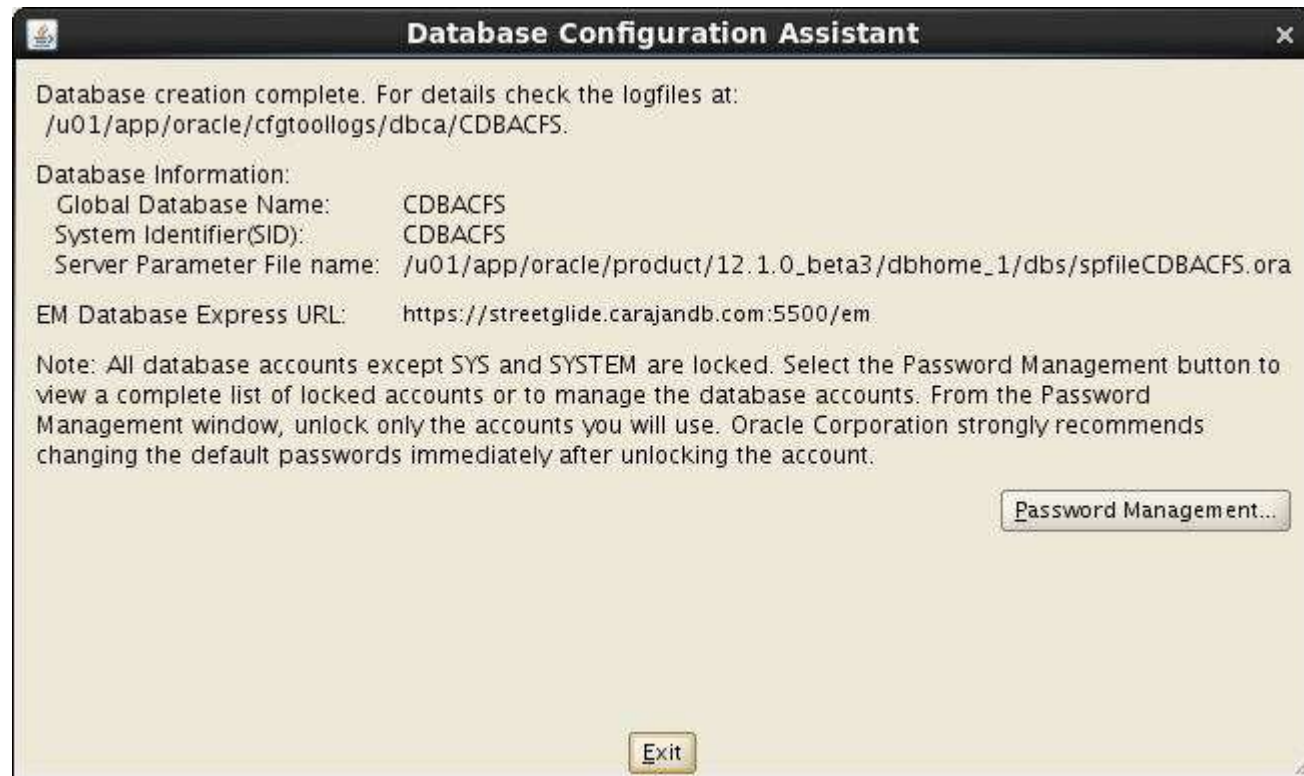 Database Configuration Assistant
Database creation complete. For details check the logfiles at:
/u01/app/oracle/cfgtoollogs/dbca/CDBACFS.
Database Information:
Global Database Name: CDBACFS
System Identifier(SID): CDBACFS
Server Parameter File name: /u01/app/oracle/product/12.1.0_beta3/dbhome_1/dbs/spfileCDBACFS.ora
EM Database Express URL: https://streetglide.carajandb.com:5500/em
Note: All database accounts except SYS and SYSTEM are locked. Select the Password Management button to
view a complete list of locked accounts or to manage the database accounts. From the Password
Management window, unlock only the accounts you will use. Oracle Corporation strongly recommends
changing the default passwords immediately after unlocking the account.
Password Management...
Exit